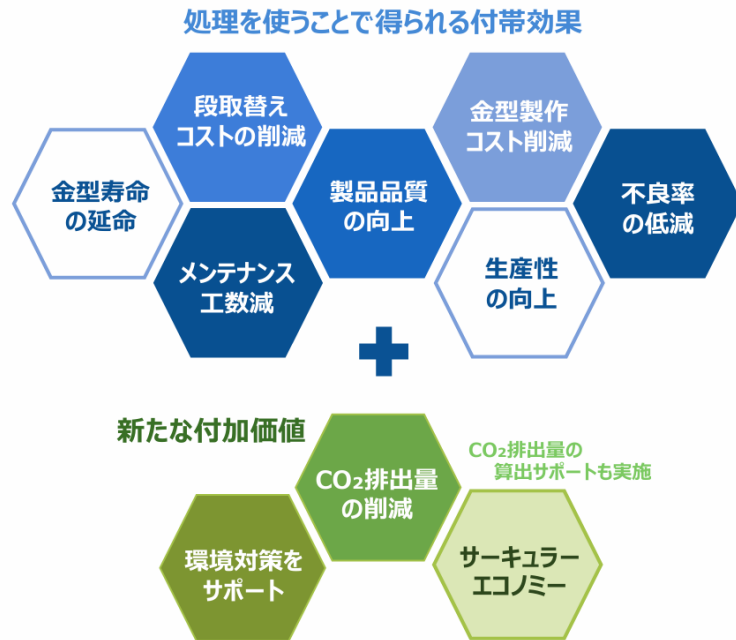 処理を使うことで得られる付帯効果
段取替え
コストの削減
金型製作
コスト削減
金型寿命
の延命
製品品質
の向上
不良率
の低減
メンテナンス
工数減
生産性
の向上
新たな付加価値
CO₂排出量
の削減
CO₂排出量の
算出サポートも実施
環境対策を
サポート
サーキュラー
エコノミー